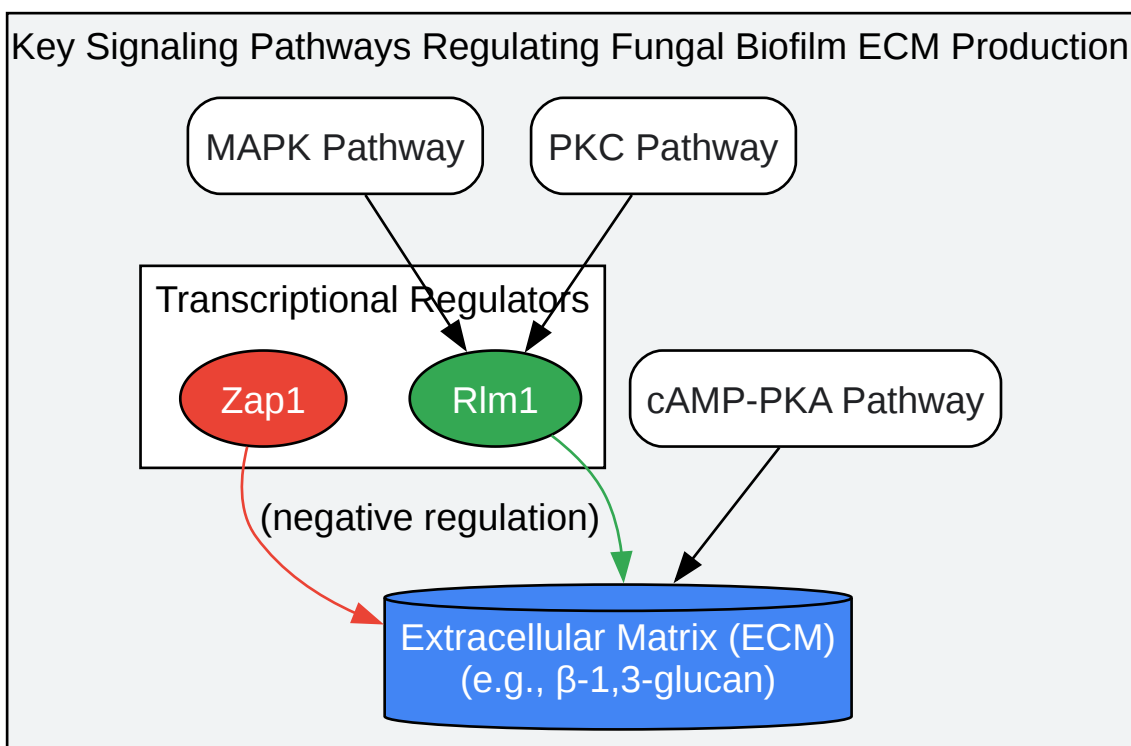 Key Signaling Pathways Regulating Fungal Biofilm ECM Production
MAPK Pathway
PKC Pathway
Transcriptional Regulators
Zap1
Rlm1
cAMP-PKA Pathway
(negative regulation)
Extracellular Matrix (ECM)
(e.g., β-1,3-glucan)